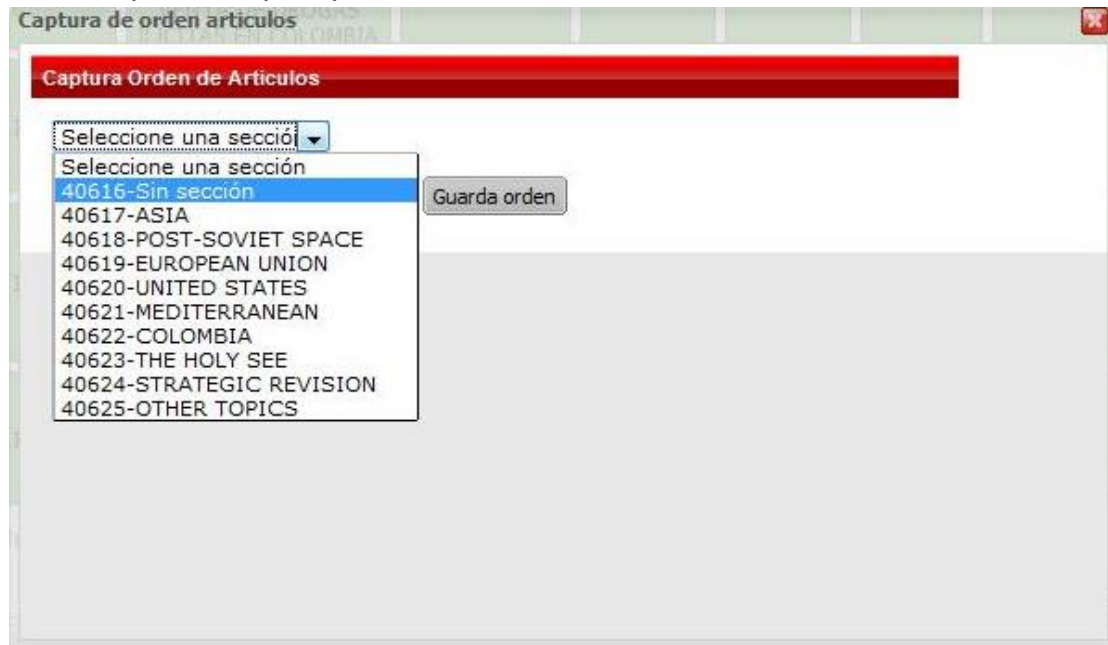 Captura de orden articulos
Captura Orden de Articulos
Seleccione una secció
Seleccione una sección
40616-Sin sección
Guarda orden
40617-ASIA
40618-POST-SOVIET SPACE
40619-EUROPEAN UNION
40620-UNITED STATES
40621-MEDITERRANEAN
40622-COLOMBIA
40623-THE HOLY SEE
40624-STRATEGIC REVISION
40625-OTHER TOPICS